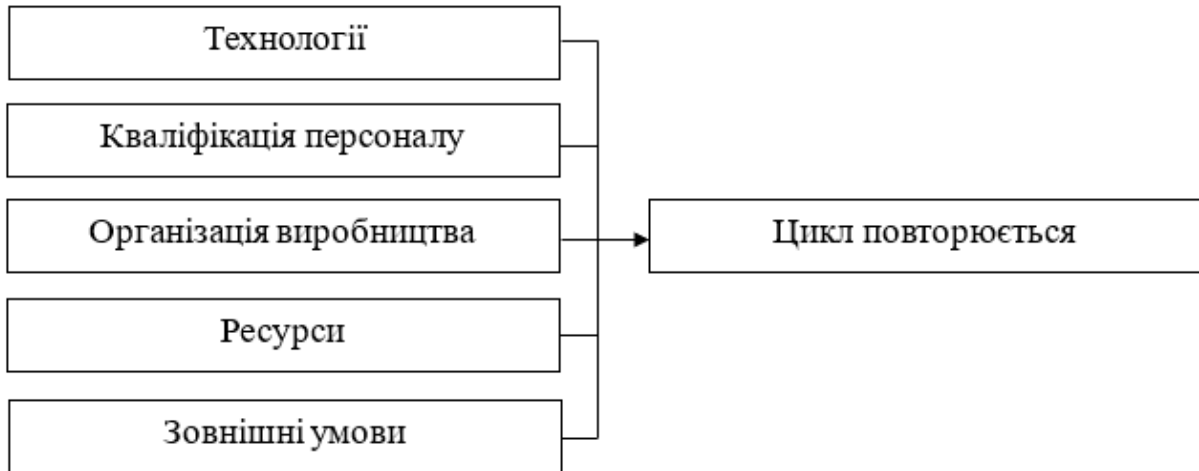 Технології
Кваліфікація персоналу
Організація виробництва
Цикл повторюється
Ресурси
Зовнішні умови